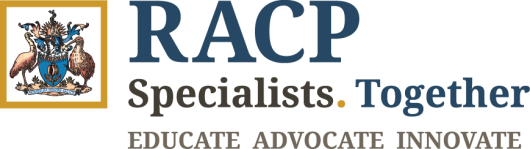 RACP
Specialists. Together
EDUCATE ADVOCATE INNOVATE